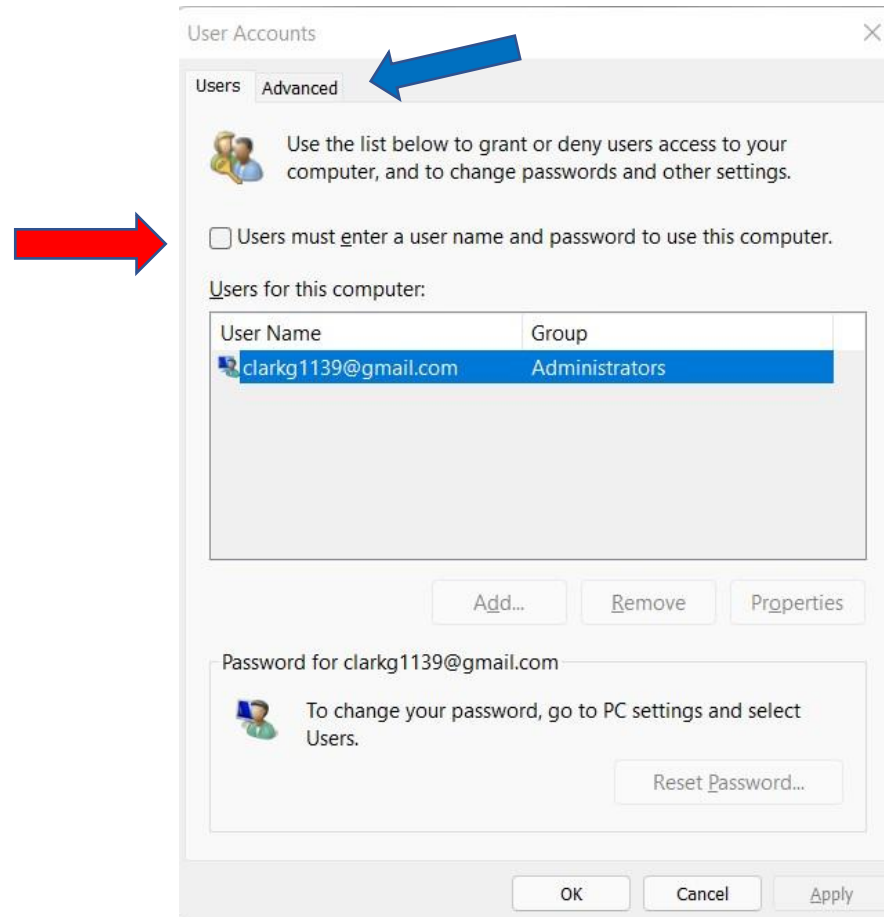 User Accounts
Users Advanced
Use the list below to grant or deny users access to your
computer, and to change passwords and other settings.
Users must enter a user name and password to use this computer.
Users for this computer:
User Name Group
clarkg1139@gmail.com Administrators
Add... Remove Properties
Password for clarkg1139@gmail.com
To change your password, go to PC settings and select
Users.
Reset Password...
OK Cancel Apply